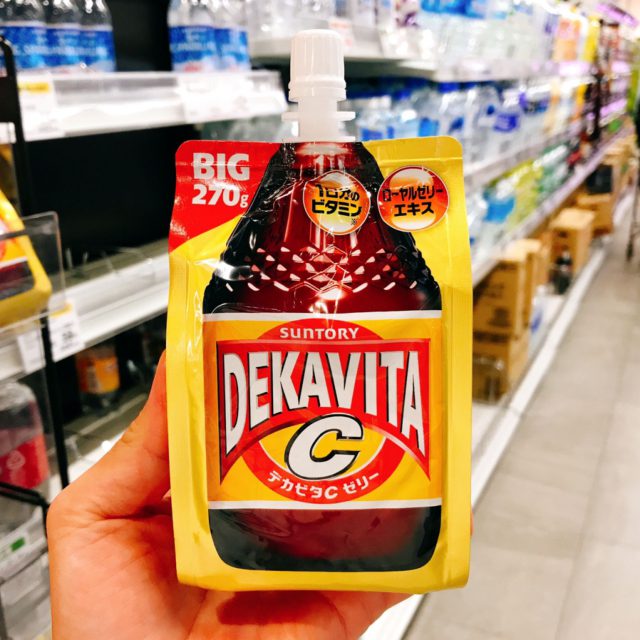 BIG
270g
1日分の
ビタミン※
ローヤルゼリー
エキス
SUNTORY
DEKAVITA
C
デカビタC ゼリー